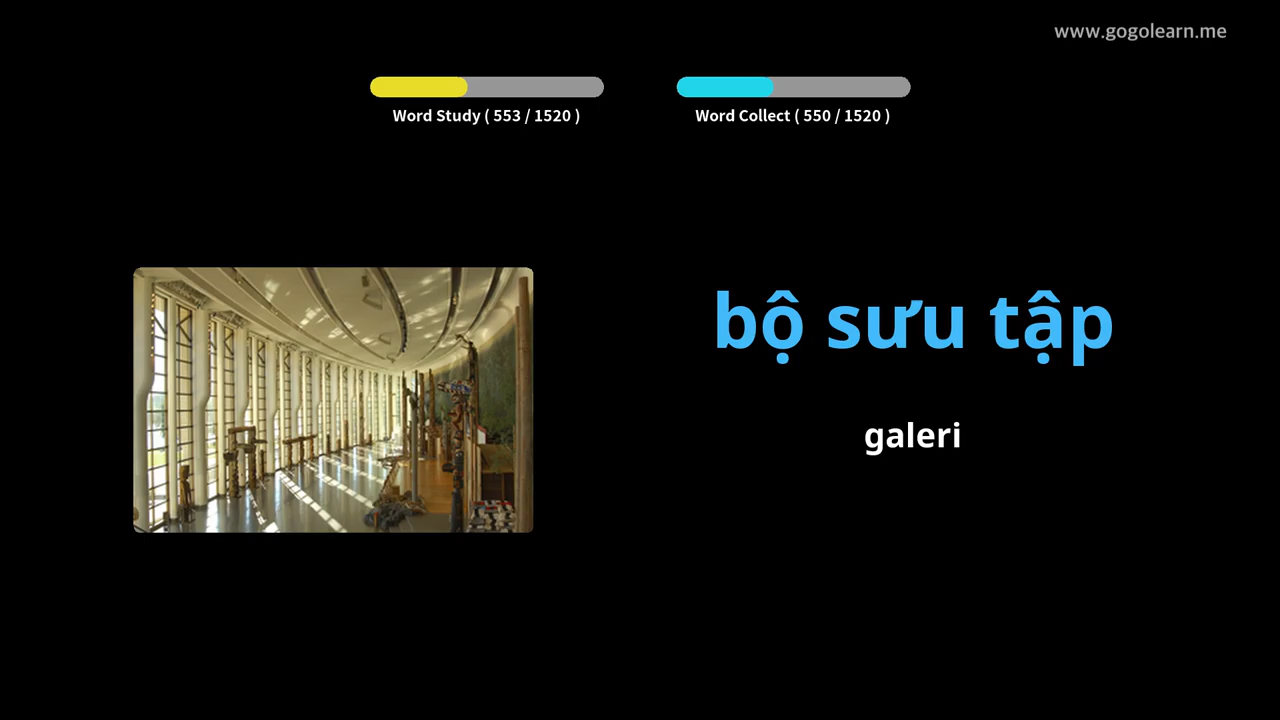 www.gogolearn.me
Word Study ( 553 / 1520 )
Word Collect ( 550 / 1520 )
bộ sưu tập
galeri